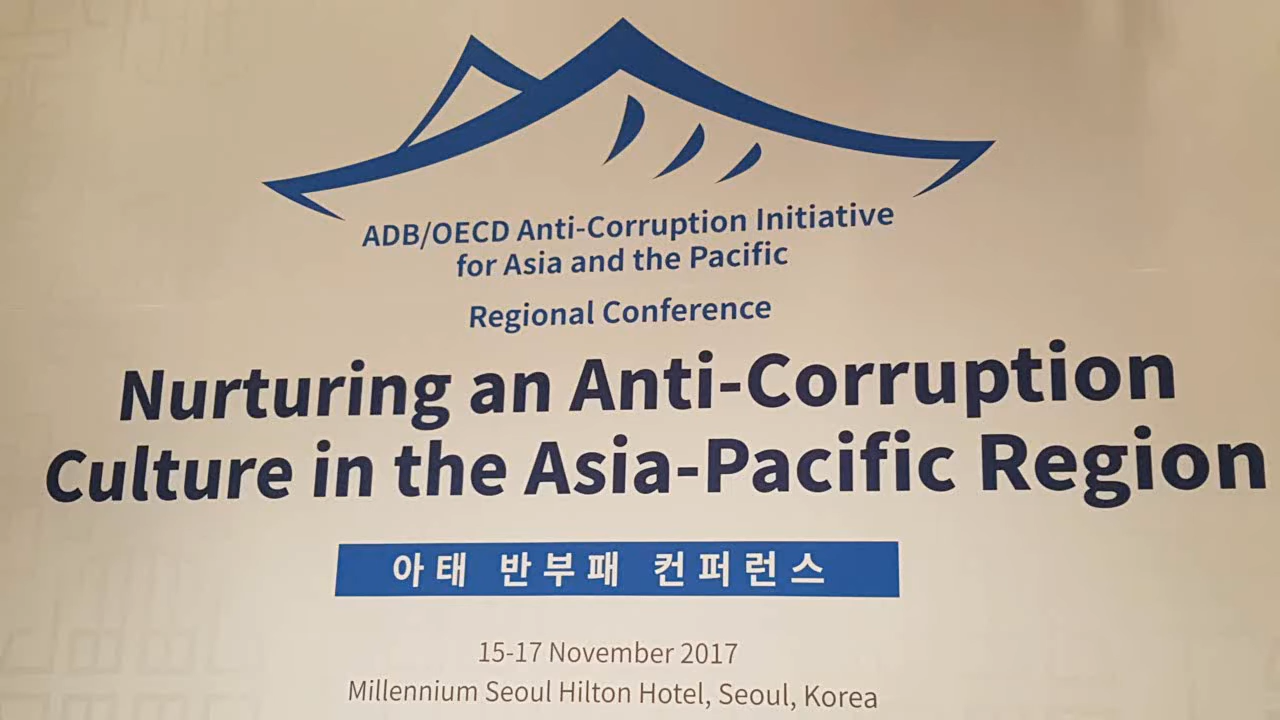 ADB/OECD Anti-Corruption Initiative
for Asia and the Pacific
Regional Conference
Nurturing an Anti-Corruption
Culture in the Asia-Pacific Region
아태 반부패 컨퍼런스
15-17 November 2017
Millennium Seoul Hilton Hotel, Seoul, Korea